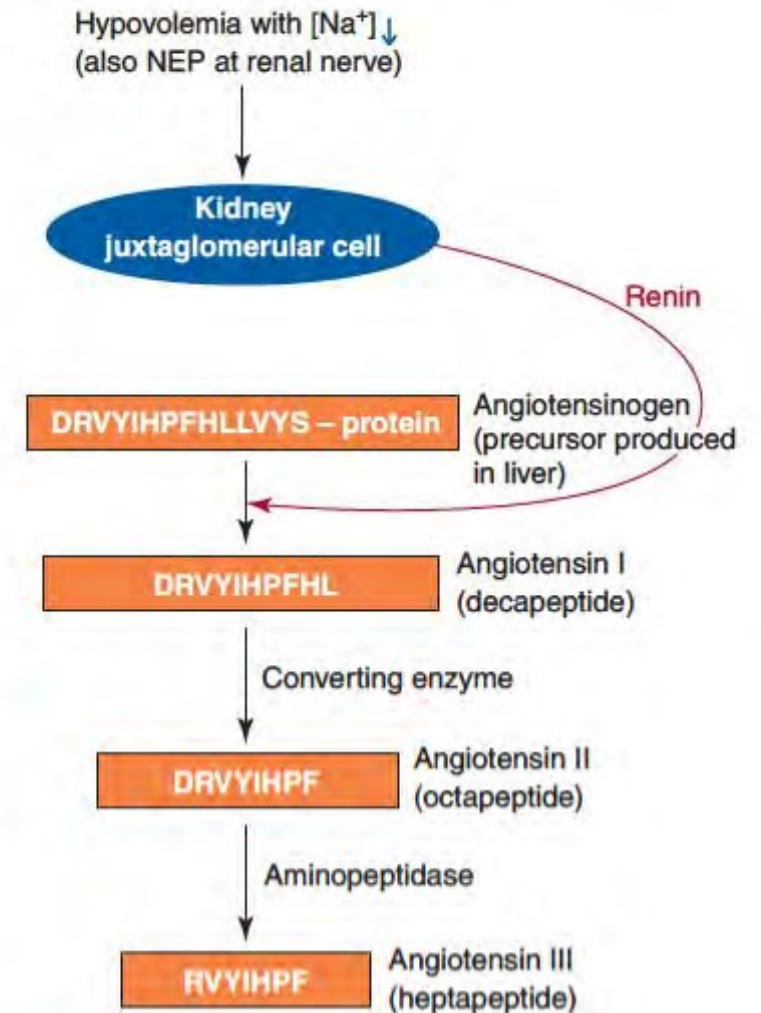 Hypovolemia with [Na⁺]↓
(also NEP at renal nerve)
Kidney
juxtaglomerular cell
Renin
DRVYIHPFHLLVYS – protein
Angiotensinogen
(precursor produced
in liver)
DRVYIHPFHL
Angiotensin I
(decapeptide)
Converting enzyme
DRVYIHPF
Angiotensin II
(octapeptide)
Aminopeptidase
RVYIHPF
Angiotensin III
(heptapeptide)